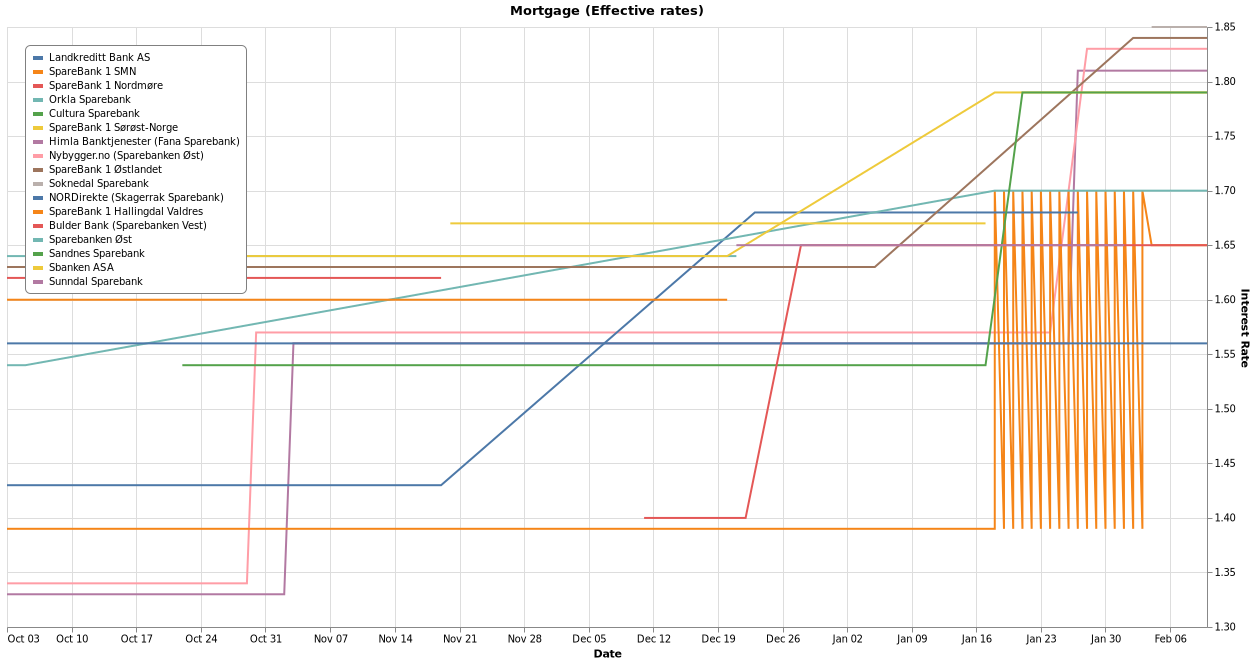 Mortgage (Effective rates)
Landkreditt Bank AS
SpareBank 1 SMN
SpareBank 1 Nordmøre
Orkla Sparebank
Cultura Sparebank
SpareBank 1 Sørøst-Norge
Himla Banktjenester (Fana Sparebank)
Nybygger.no (Sparebanken Øst)
SpareBank 1 Østlandet
Soknedal Sparebank
NORDirekte (Skagerrak Sparebank)
SpareBank 1 Hallingdal Valdres
Bulder Bank (Sparebanken Vest)
Sparebanken Øst
Sandnes Sparebank
Sbanken ASA
Sunndal Sparebank
1.85
1.80
1.75
1.70
1.65
1.60
1.55
1.50
1.45
1.40
1.35
1.30
Interest Rate
Oct 03 Oct 10 Oct 17 Oct 24 Oct 31 Nov 07 Nov 14 Nov 21 Nov 28 Dec 05 Dec 12 Dec 19 Dec 26 Jan 02 Jan 09 Jan 16 Jan 23 Jan 30 Feb 06
Date